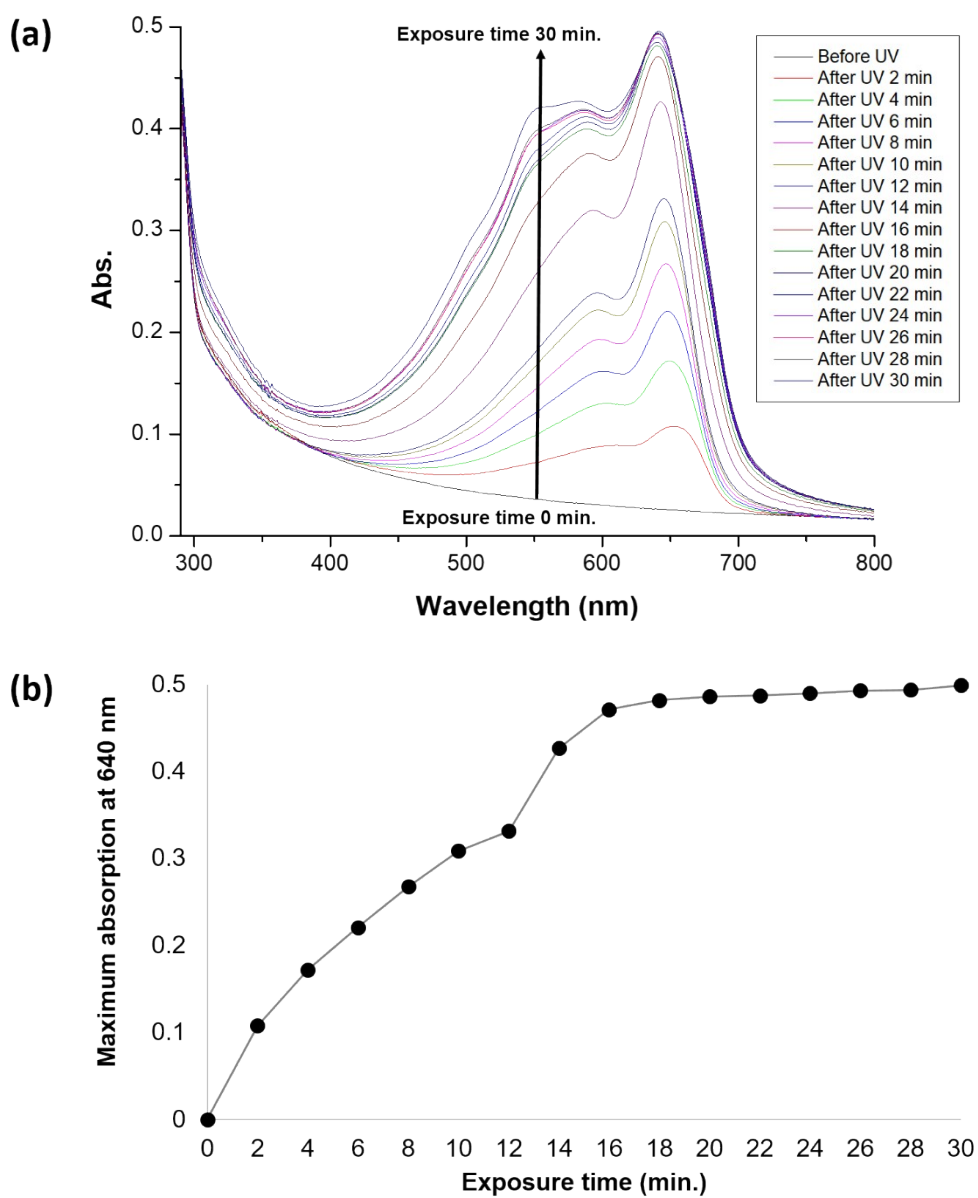 (a)
Exposure time 30 min.
0.5
0.4
0.3
0.2
0.1
0.0
Abs.
Before UV
After UV 2 min
After UV 4 min
After UV 6 min
After UV 8 min
After UV 10 min
After UV 12 min
After UV 14 min
After UV 16 min
After UV 18 min
After UV 20 min
After UV 22 min
After UV 24 min
After UV 26 min
After UV 28 min
After UV 30 min
Exposure time 0 min.
300 400 500 600 700 800
Wavelength (nm)
(b)
0.5
0.4
0.3
0.2
0.1
0
Maximum absorption at 640 nm
0 2 4 6 8 10 12 14 16 18 20 22 24 26 28 30
Exposure time (min.)